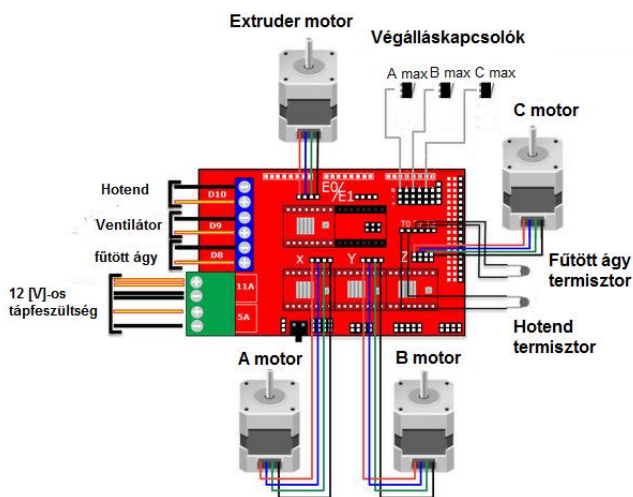 Extruder motor
Végálláskapcsolók
A max
B max
C max
C motor
Hotend
D10
E0
/E1
Ventilátor
D9
T0
fűtött ágy
D8
X
Y
Z
Fűtött ágy
termisztor
12 [V]-os
tápfeszültség
11A
5A
Hotend
termisztor
A motor
B motor